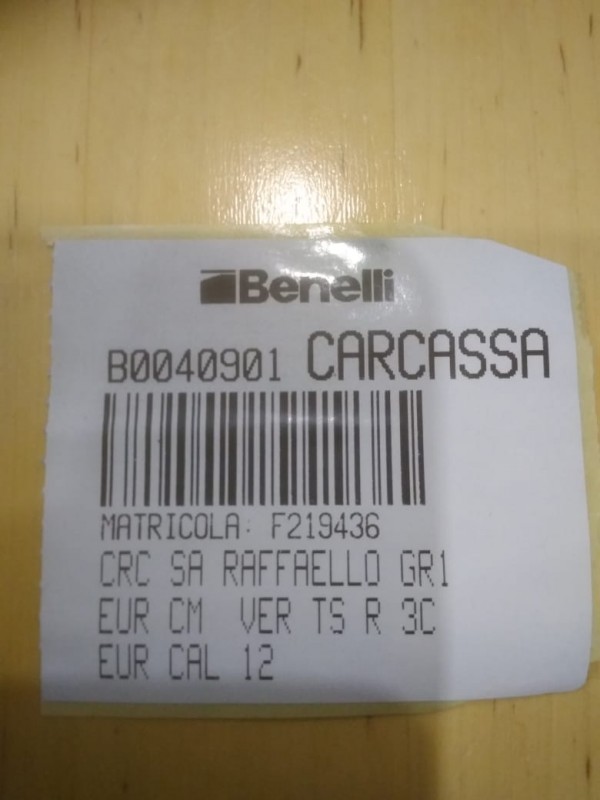 Benelli
B0040901 CARCASSA
MATRICOLA: F219436
CRC SA RAFFAELLO GR1
EUR CM VER TS R 3C
EUR CAL 12